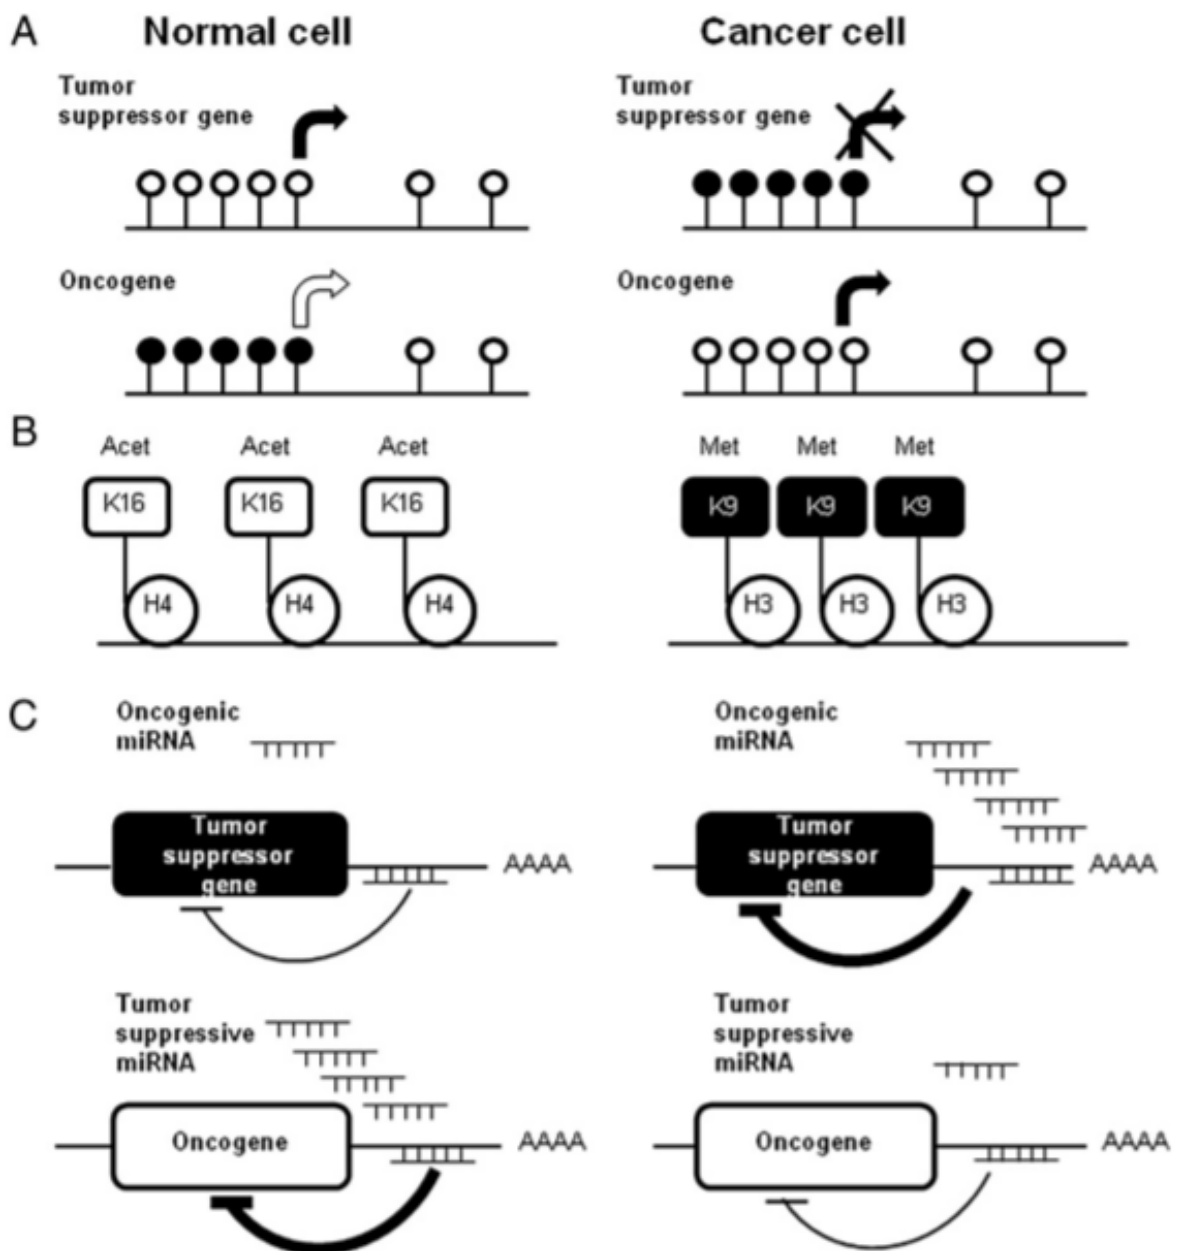 A
Normal cell
Cancer cell
Tumor
suppressor gene
Tumor
suppressor gene
Oncogene
Oncogene
B
Acet Acet Acet
Met Met Met
K16 K16 K16
K9 K9 K9
H4 H4 H4
H3 H3 H3
C
Oncogenic
miRNA
Oncogenic
miRNA
Tumor
suppressor
gene
AAAA
Tumor
suppressor
gene
AAAA
Tumor
suppressive
miRNA
Tumor
suppressive
miRNA
Oncogene
AAAA
Oncogene
AAAA